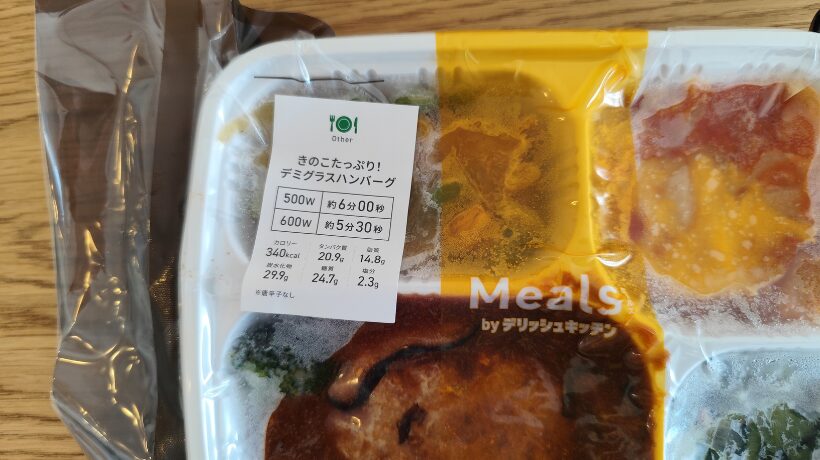 Other
きのこたっぷり!
デミグラスハンバーグ
500W 約6分00秒
600W 約5分30秒
カロリー タンパク質 脂質
340kcal 20.9g 14.8g
炭水化物 糖質 塩分
29.9g 24.7g 2.3g
※唐辛子なし
Meals
by デリッシュキッチン